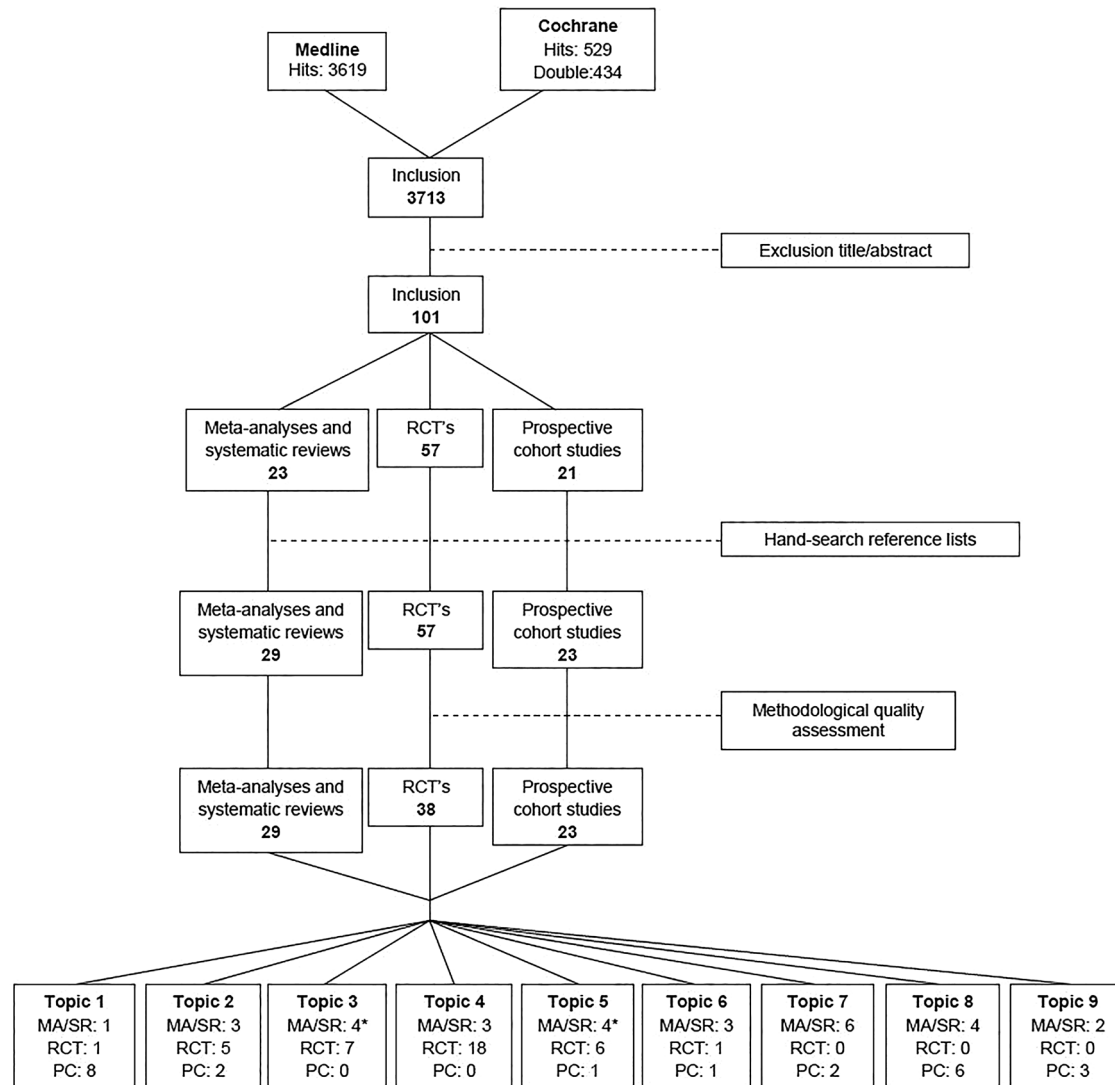 Medline
Hits: 3619
Cochrane
Hits: 529
Double:434
Inclusion
3713
Exclusion title/abstract
Inclusion
101
Meta-analyses and
systematic reviews
23
RCT's
57
Prospective
cohort studies
21
Hand-search reference lists
Meta-analyses and
systematic reviews
29
RCT's
57
Prospective
cohort studies
23
Methodological quality
assessment
Meta-analyses and
systematic reviews
29
RCT's
38
Prospective
cohort studies
23
Topic 1
MA/SR: 1
RCT: 1
PC: 8
Topic 2
MA/SR: 3
RCT: 5
PC: 2
Topic 3
MA/SR: 4*
RCT: 7
PC: 0
Topic 4
MA/SR: 3
RCT: 18
PC: 0
Topic 5
MA/SR: 4*
RCT: 6
PC: 1
Topic 6
MA/SR: 3
RCT: 1
PC: 1
Topic 7
MA/SR: 6
RCT: 0
PC: 2
Topic 8
MA/SR: 4
RCT: 0
PC: 6
Topic 9
MA/SR: 2
RCT: 0
PC: 3